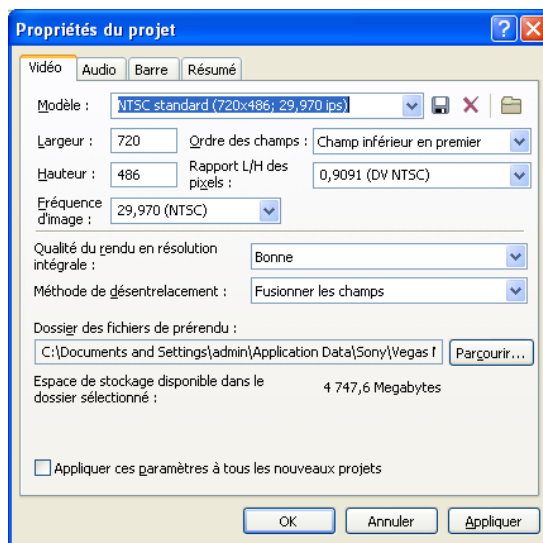 Propriétés du projet
Vidéo Audio Barre Résumé
Modèle : NTSC standard (720x486; 29,970 ips)
Largeur : 720 Ordre des champs : Champ inférieur en premier
Hauteur : 486 Rapport L/H des pixels : 0,9091 (DV NTSC)
Fréquence d'image : 29,970 (NTSC)
Qualité du rendu en résolution intégrale : Bonne
Méthode de désentrelacement : Fusionner les champs
Dossier des fichiers de prérendu :
C:\Documents and Settings\admin\Application Data\Sony\Vegas Parcourir...
Espace de stockage disponible dans le dossier sélectionné : 4 747,6 Megabytes
Appliquer ces paramètres à tous les nouveaux projets
OK Annuler Appliquer